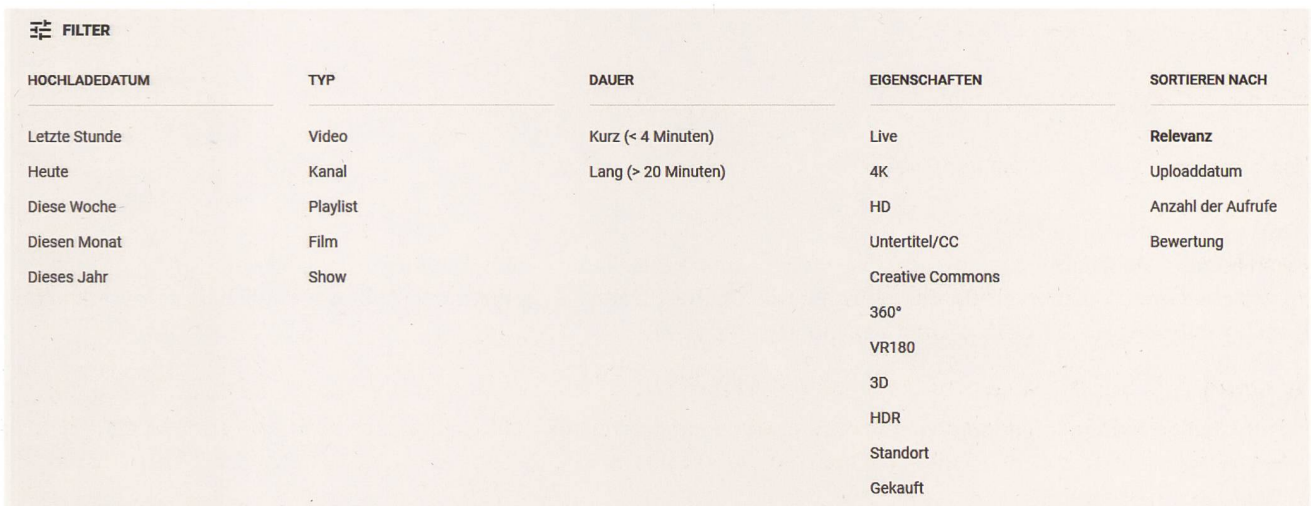 FILTER
HOCHLADEDATUM
Letzte Stunde
Heute
Diese Woche
Diesen Monat
Dieses Jahr
TYP
Video
Kanal
Playlist
Film
Show
DAUER
Kurz (< 4 Minuten)
Lang (> 20 Minuten)
EIGENSCHAFTEN
Live
4K
HD
Untertitel/CC
Creative Commons
360°
VR180
3D
HDR
Standort
Gekauft
SORTIEREN NACH
Relevanz
Uploaddatum
Anzahl der Aufrufe
Bewertung